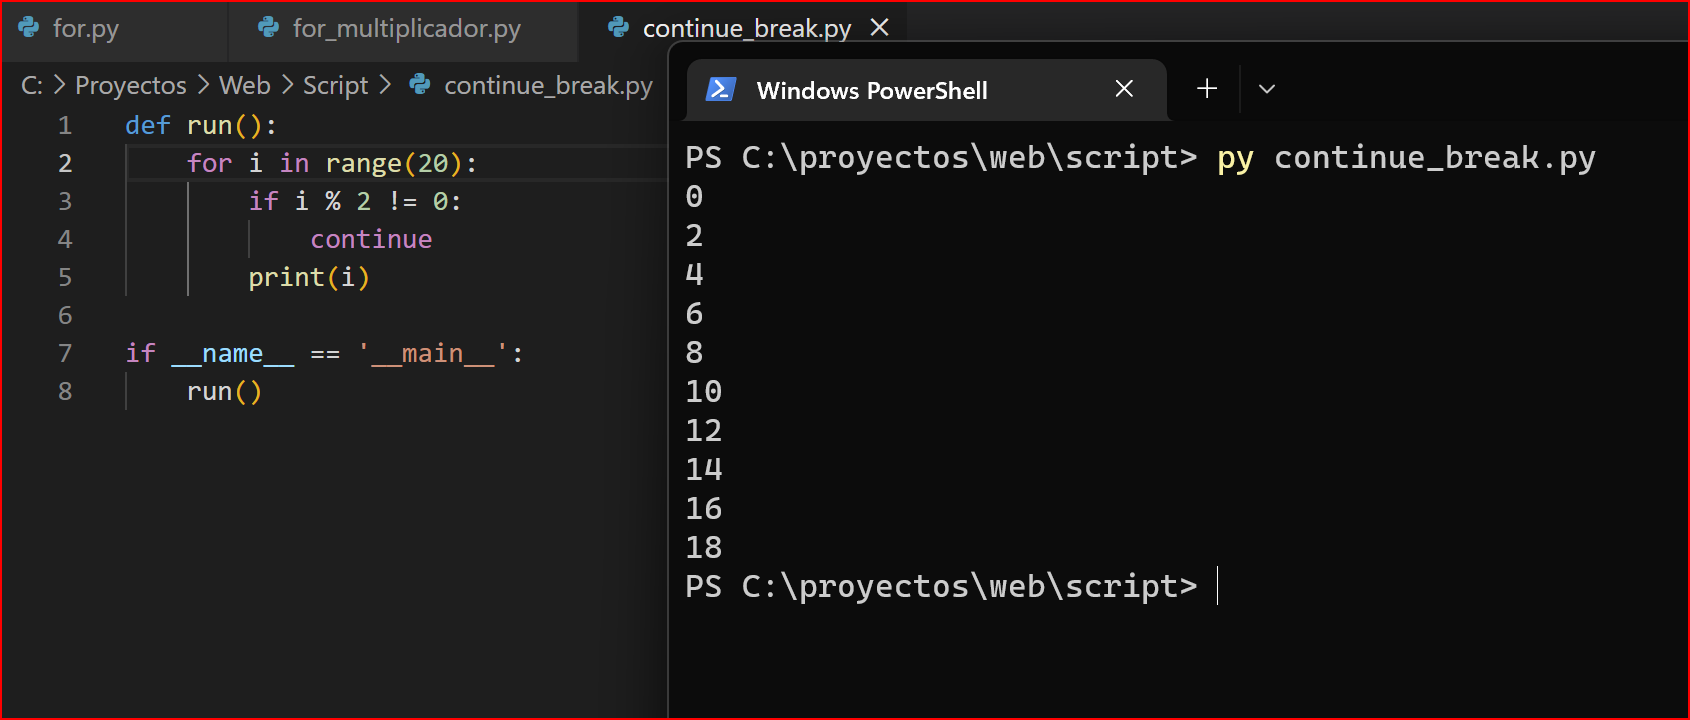 for.py for_multiplicador.py continue_break.py
C: > Proyectos > Web > Script > continue_break.py
1 def run():
2     for i in range(20):
3         if i % 2 != 0:
4             continue
5         print(i)
6
7 if __name__ == '__main__':
8     run()
Windows PowerShell
PS C:\proyectos\web\script> py continue_break.py
0
2
4
6
8
10
12
14
16
18
PS C:\proyectos\web\script>